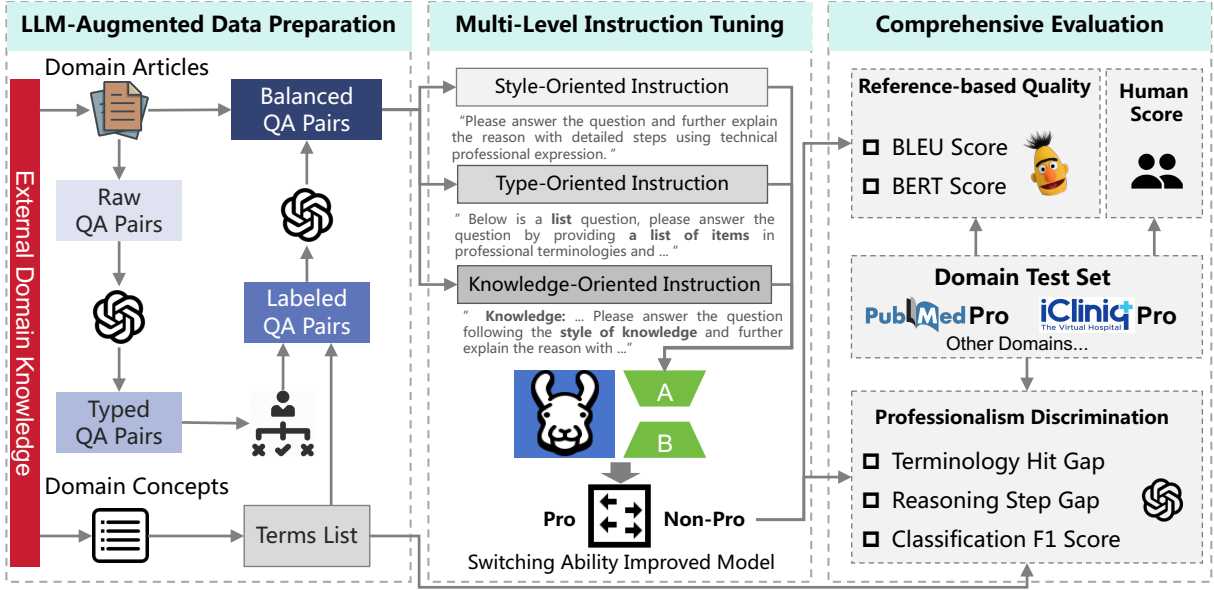 LLM-Augmented Data Preparation
External Domain Knowledge
Domain Articles
Balanced
QA Pairs
Raw
QA Pairs
Labeled
QA Pairs
Typed
QA Pairs
Domain Concepts
Terms List
Multi-Level Instruction Tuning
Style-Oriented Instruction
"Please answer the question and further explain
the reason with detailed steps using technical
professional expression. "
Type-Oriented Instruction
" Below is a list question, please answer the
question by providing a list of items in
professional terminologies and ... "
Knowledge-Oriented Instruction
" Knowledge: ... Please answer the question
following the style of knowledge and further
explain the reason with ..."
A
B
Pro
Non-Pro
Switching Ability Improved Model
Comprehensive Evaluation
Reference-based Quality
BLEU Score
BERT Score
Human
Score
Domain Test Set
PubMed Pro
iCliniq Pro
The Virtual Hospital
Other Domains...
Professionalism Discrimination
Terminology Hit Gap
Reasoning Step Gap
Classification F1 Score